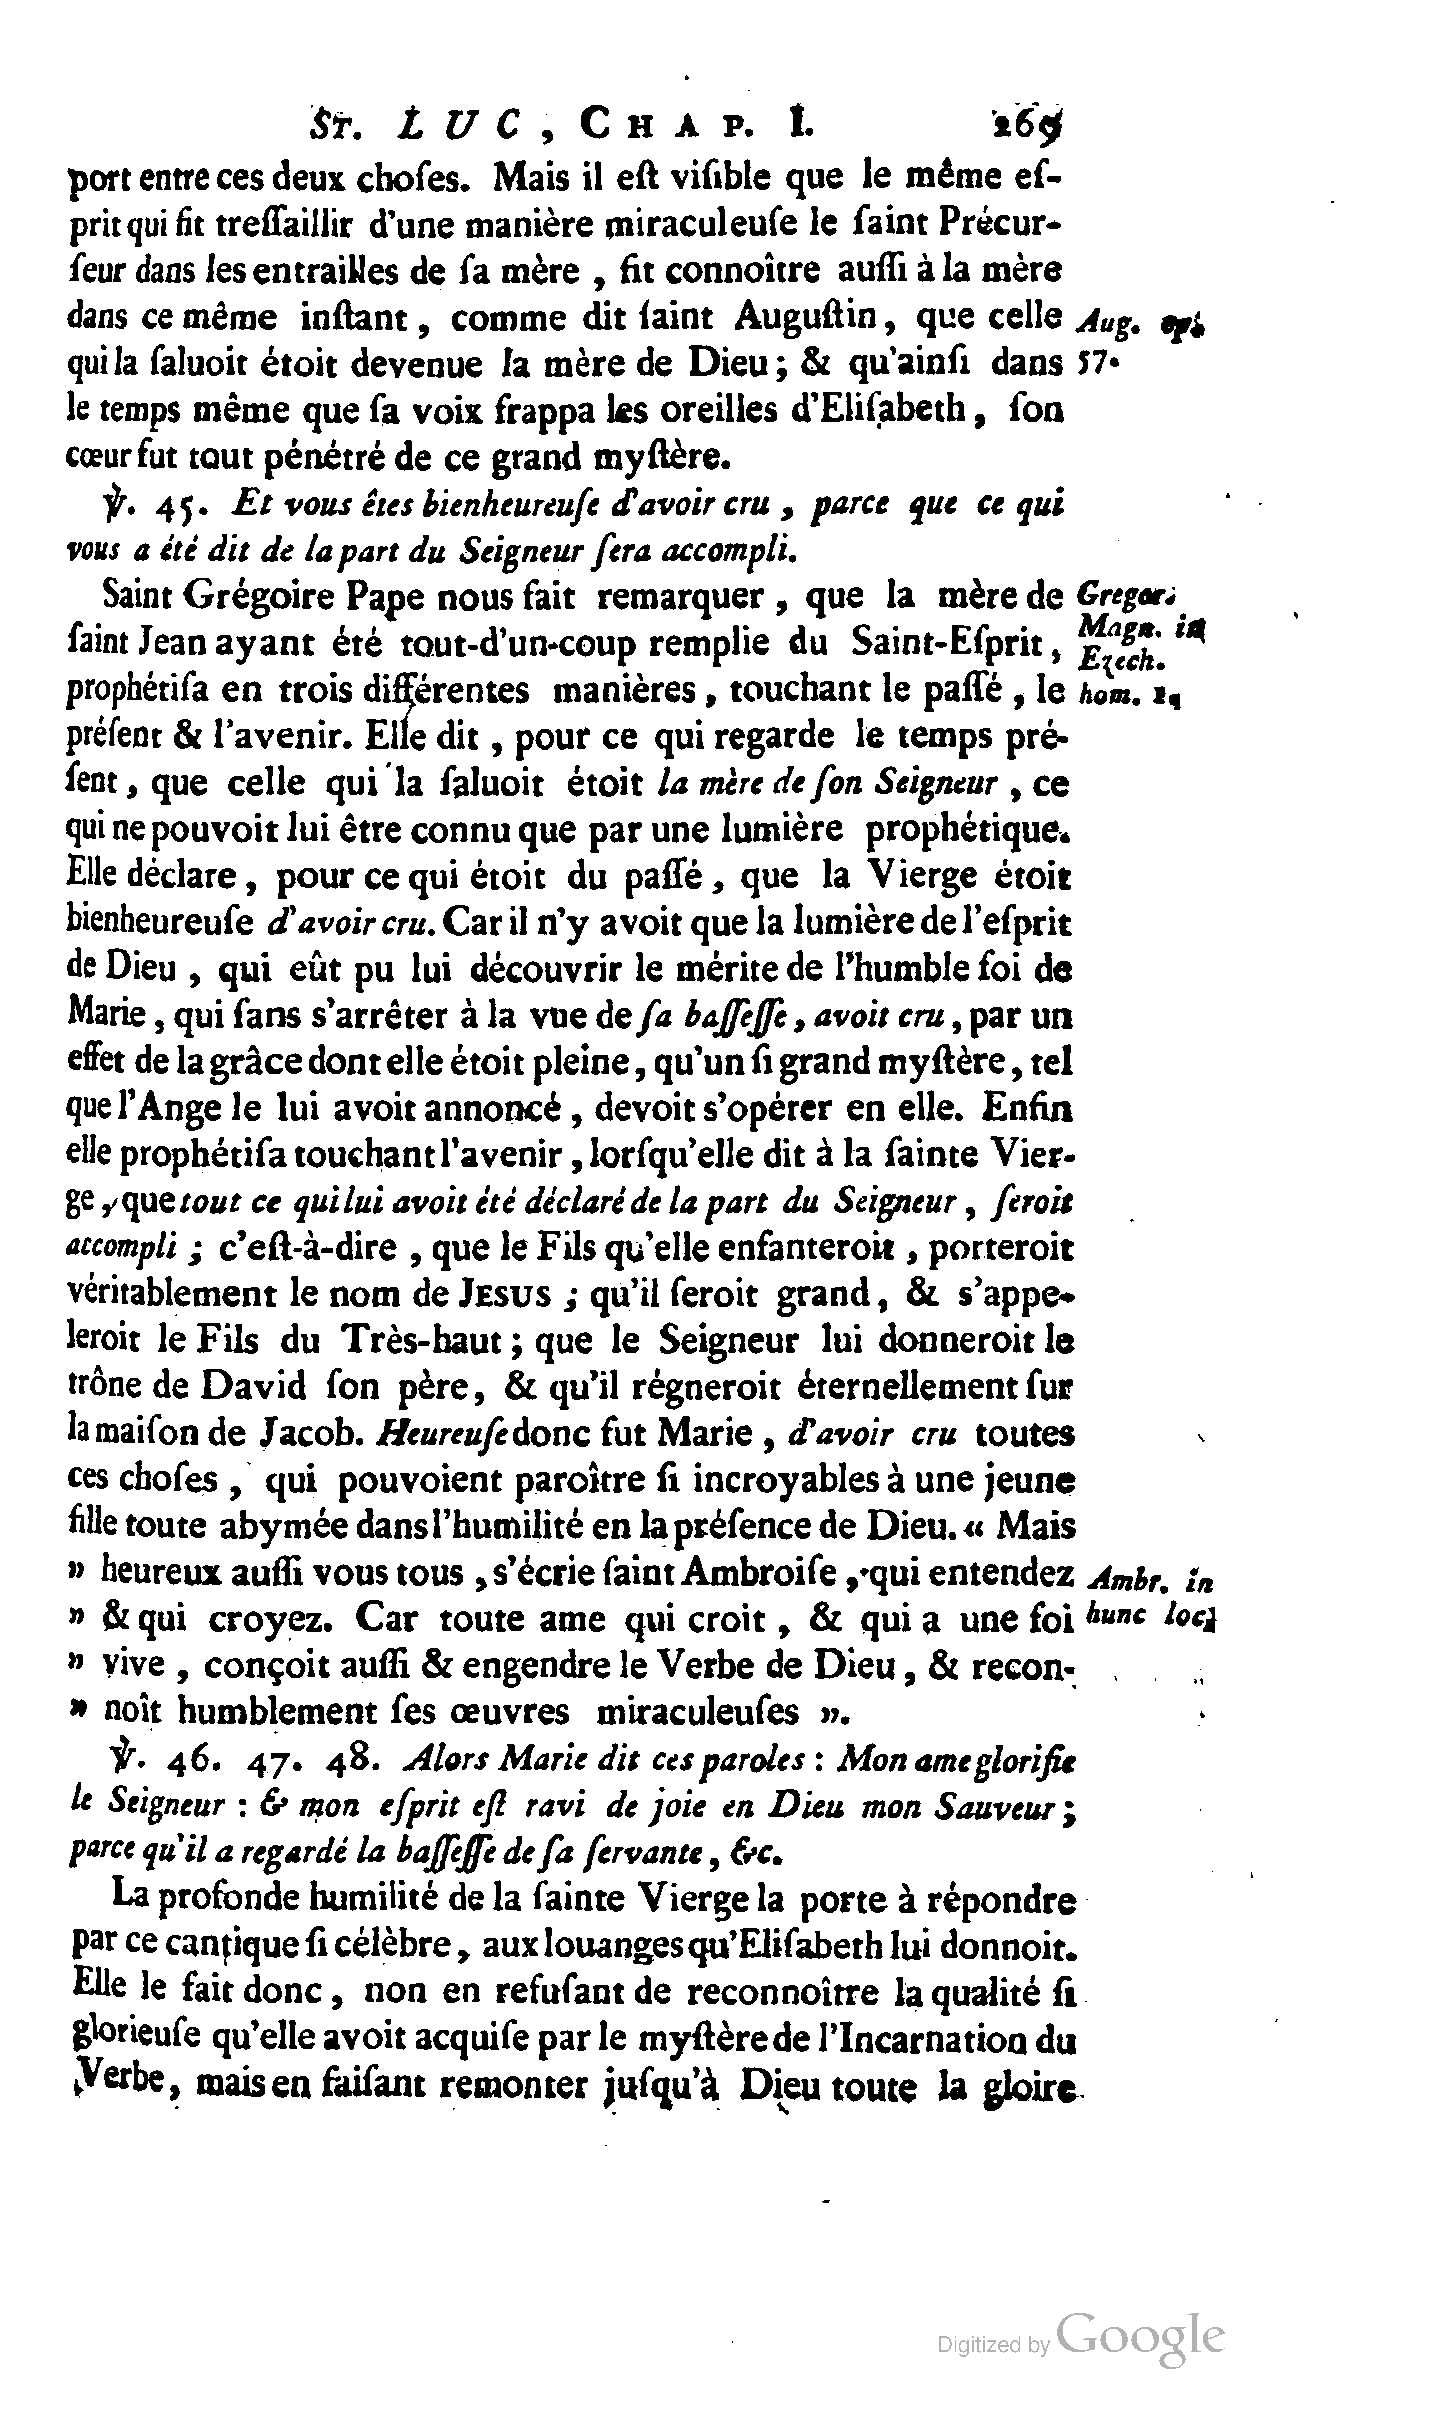 ST. LUC, CHAP. I. 269
port entre ces deux choſes. Mais il eſt viſible que le même eſ-
prit qui fit treſſaillir d'une manière miraculeuſe le ſaint Précur-
ſeur dans les entrailles de ſa mère, fit connoître auſſi à la mère
dans ce même inſtant, comme dit ſaint Auguſtin, que celle
Aug. epi.
qui la ſaluoit étoit devenue la mère de Dieu; & qu'ainſi dans
57.
le temps même que ſa voix frappa les oreilles d'Eliſabeth, ſon
cœur fut tout pénétré de ce grand myſtère.
℣. 45. Et vous êtes bienheureuſe d'avoir cru, parce que ce qui
vous a été dit de la part du Seigneur ſera accompli.
Saint Grégoire Pape nous fait remarquer, que la mère de
Gregor.
ſaint Jean ayant été tout-d'un-coup remplie du Saint-Eſprit,
Magn. in
Ezech.
prophétiſa en trois différentes manières, touchant le paſſé, le
hom. 1.
préſent & l'avenir. Elle dit, pour ce qui regarde le temps pré-
ſent, que celle qui la ſaluoit étoit la mère de ſon Seigneur, ce
qui ne pouvoit lui être connu que par une lumière prophétique.
Elle déclare, pour ce qui étoit du paſſé, que la Vierge étoit
bienheureuſe d'avoir cru. Car il n'y avoit que la lumière de l'eſprit
de Dieu, qui eût pu lui découvrir le mérite de l'humble foi de
Marie, qui ſans s'arrêter à la vue de ſa baſſeſſe, avoit cru, par un
effet de la grâce dont elle étoit pleine, qu'un ſi grand myſtère, tel
que l'Ange le lui avoit annoncé, devoit s'opérer en elle. Enfin
elle prophétiſa touchant l'avenir, lorſqu'elle dit à la ſainte Vier-
ge, que tout ce qui lui avoit été déclaré de la part du Seigneur, ſeroit
accompli; c'eſt-à-dire, que le Fils qu'elle enfanteroit, porteroit
véritablement le nom de JESUS; qu'il ſeroit grand, & s'appe-
leroit le Fils du Très-haut; que le Seigneur lui donneroit le
trône de David ſon père, & qu'il régneroit éternellement ſur
la maiſon de Jacob. Heureuſe donc fut Marie, d'avoir cru toutes
ces choſes, qui pouvoient paroître ſi incroyables à une jeune
fille toute abymée dans l'humilité en la préſence de Dieu. « Mais
» heureux auſſi vous tous, s'écrie ſaint Ambroiſe, qui entendez
Ambr. in
» & qui croyez. Car toute ame qui croit, & qui a une foi
hunc loc.
» vive, conçoit auſſi & engendre le Verbe de Dieu, & recon-
» noît humblement ſes œuvres miraculeuſes ».
℣. 46. 47. 48. Alors Marie dit ces paroles: Mon ame glorifie
le Seigneur: & mon eſprit eſt ravi de joie en Dieu mon Sauveur;
parce qu'il a regardé la baſſeſſe de ſa ſervante, &c.
La profonde humilité de la ſainte Vierge la porte à répondre
par ce cantique ſi célèbre, aux louanges qu'Eliſabeth lui donnoit.
Elle le fait donc, non en refuſant de reconnoître la qualité ſi
glorieuſe qu'elle avoit acquiſe par le myſtère de l'Incarnation du
Verbe, mais en faiſant remonter juſqu'à Dieu toute la gloire
Digitized by Google